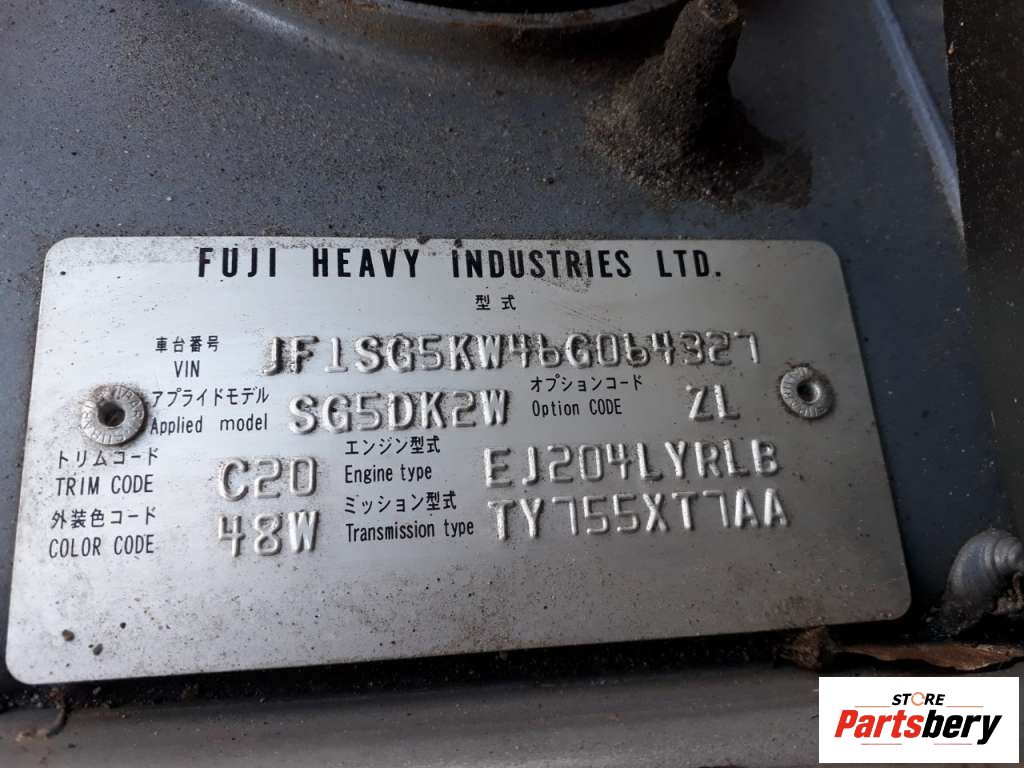 FUJI HEAVY INDUSTRIES LTD.
型式
車台番号
VIN
JF1SG5KW46G064327
アプライドモデル
Applied model
SG5DK2W
オプションコード
Option CODE
ZL
トリムコード
TRIM CODE
C20
エンジン型式
Engine type
EJ204LYRLB
外装色コード
COLOR CODE
48W
ミッション型式
Transmission type
TY755XT7AA
STORE
Partsbery